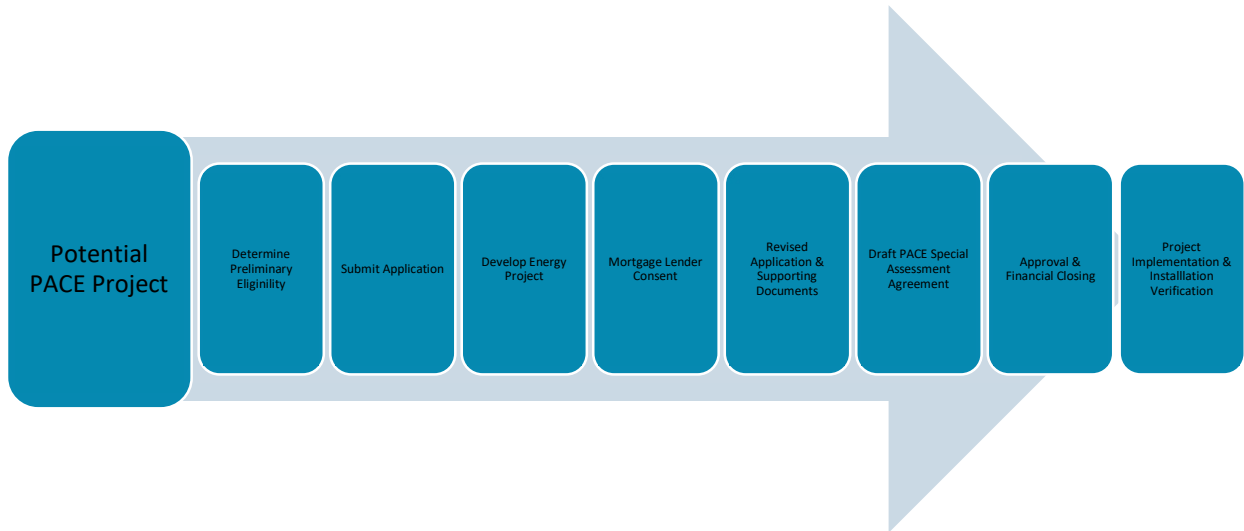 Potential
PACE Project
Determine
Preliminary
Eliginility
Submit Application
Develop Energy
Project
Mortgage Lender
Consent
Revised
Application &
Supporting
Documents
Draft PACE Special
Assessment
Agreement
Approval &
Financial Closing
Project
Implementation &
Installlation
Verification